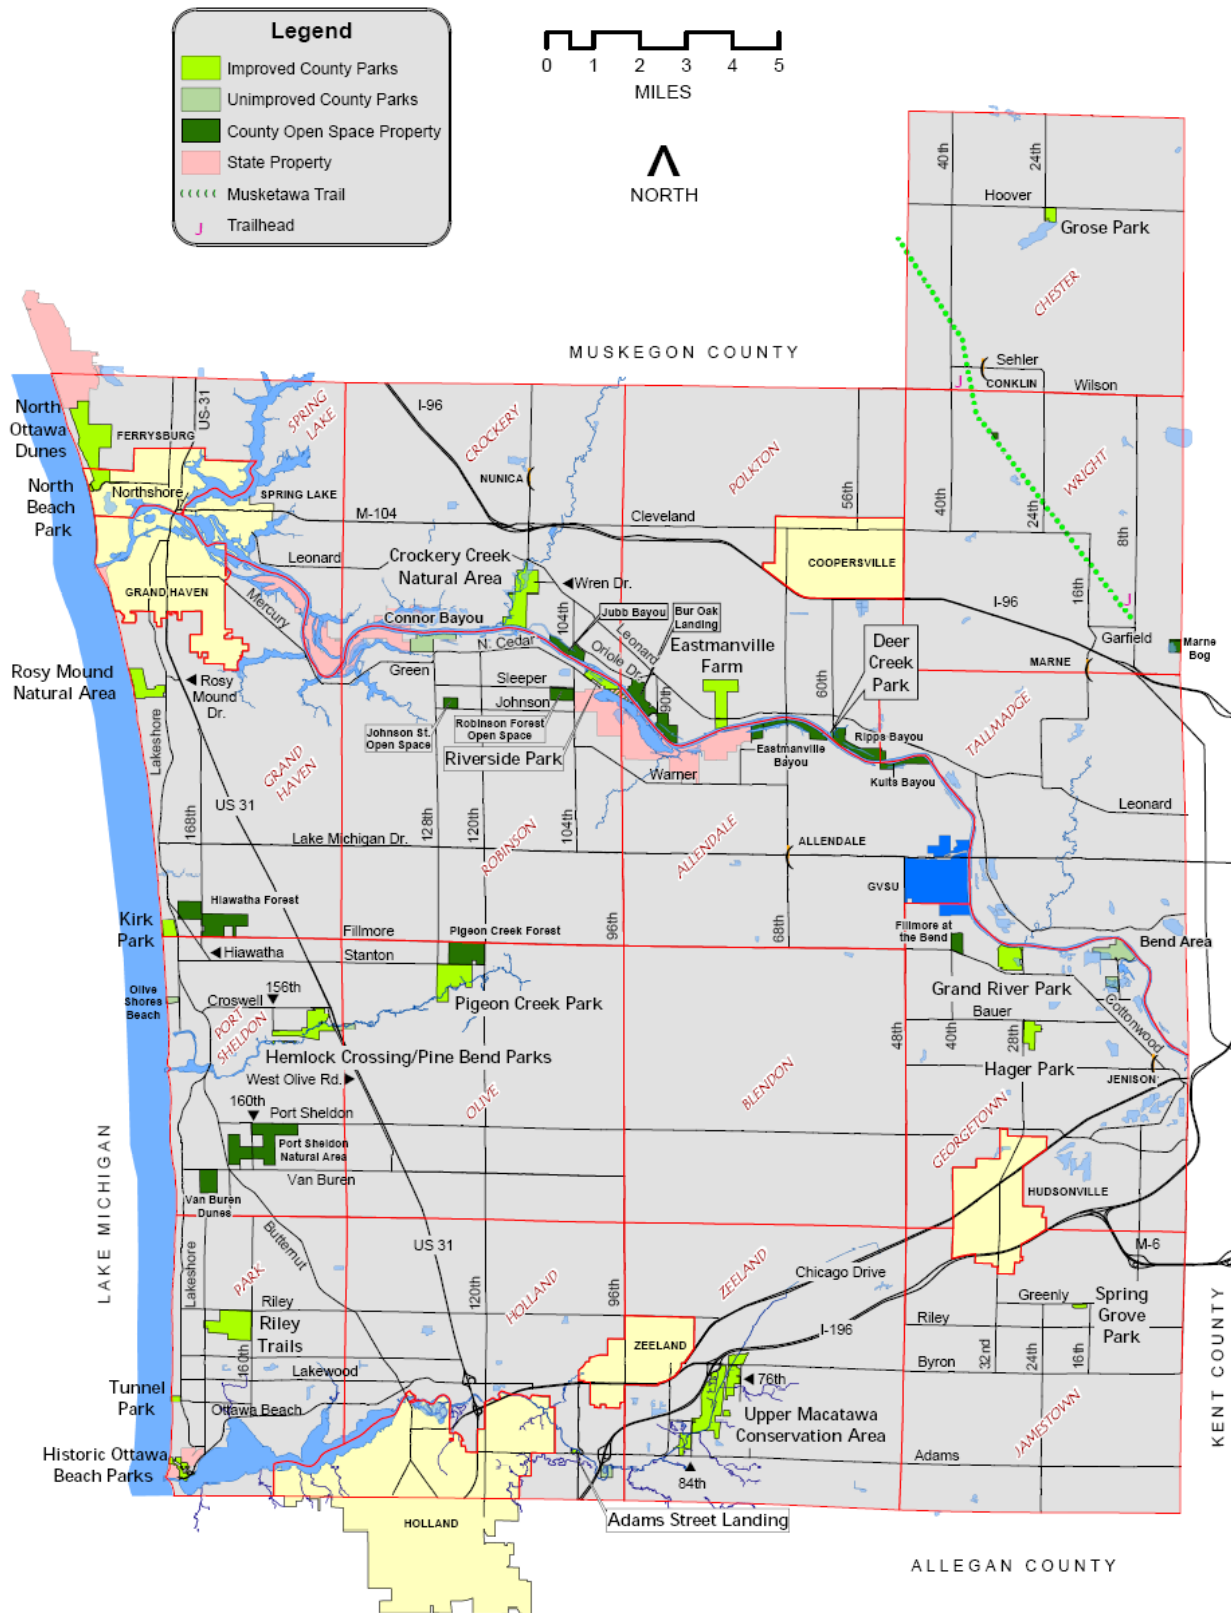 Legend
Improved County Parks
Unimproved County Parks
County Open Space Property
State Property
Musketawa Trail
J Trailhead
0 1 2 3 4 5
MILES
NORTH
40th
24th
Hoover
Grose Park
CHESTER
MUSKEGON COUNTY
Sehler
J
CONKLIN
Wilson
North
Ottawa
Dunes
US-31
FERRYSBURG
SPRING
LAKE
I-96
CROCKERY
NUNICA
POLKTON
56th
WRIGHT
40th
24th
8th
North
Beach
Park
Northshore
SPRING LAKE
M-104
Cleveland
Leonard
Crockery Creek
Natural Area
Wren Dr.
COOPERSVILLE
I-96
16th
J
GRAND HAVEN
Mercury
Connor Bayou
104th
Jubb Bayou
Bur Oak
Landing
Leonard
Oriole Dr.
N. Cedar
Eastmanville
Farm
Deer
Creek
Park
Garfield
MARNE
Marne
Bog
Rosy Mound
Natural Area
Rosy
Mound
Dr.
Green
Sleeper
Johnson
90th
60th
Johnson St.
Open Space
Robinson Forest
Open Space
Riverside Park
Warner
Eastmanville
Bayou
Ripps Bayou
Kuits Bayou
TALLMADGE
Leonard
Lakeshore
GRAND
HAVEN
US 31
168th
128th
120th
104th
ROBINSON
ALLENDALE
Lake Michigan Dr.
ALLENDALE
GVSU
Kirk
Park
Hiawatha Forest
Fillmore
Pigeon Creek Forest
96th
68th
Fillmore at
the Bend
Bend Area
Hiawatha
Stanton
Olive
Shores
Beach
Croswell
156th
PORT
SHELDON
Pigeon Creek Park
Grand River Park
Bauer
Cottonwood
48th
40th
28th
Hemlock Crossing/Pine Bend Parks
Hager Park
JENISON
West Olive Rd.
OLIVE
BLENDON
160th
Port Sheldon
Port Sheldon
Natural Area
GEORGETOWN
Van Buren
Van Buren
Dunes
HUDSONVILLE
LAKE MICHIGAN
Butternut
US 31
M-6
Lakeshore
PARK
120th
HOLLAND
96th
ZEELAND
Chicago Drive
Riley
Riley
Trails
Greenly
Spring
Grove
Park
I-196
Riley
ZEELAND
160th
Lakewood
32nd
24th
16th
Byron
Tunnel
Park
Ottawa Beach
76th
Upper Macatawa
Conservation Area
JAMESTOWN
KENT COUNTY
Historic Ottawa
Beach Parks
Adams
84th
HOLLAND
Adams Street Landing
ALLEGAN COUNTY